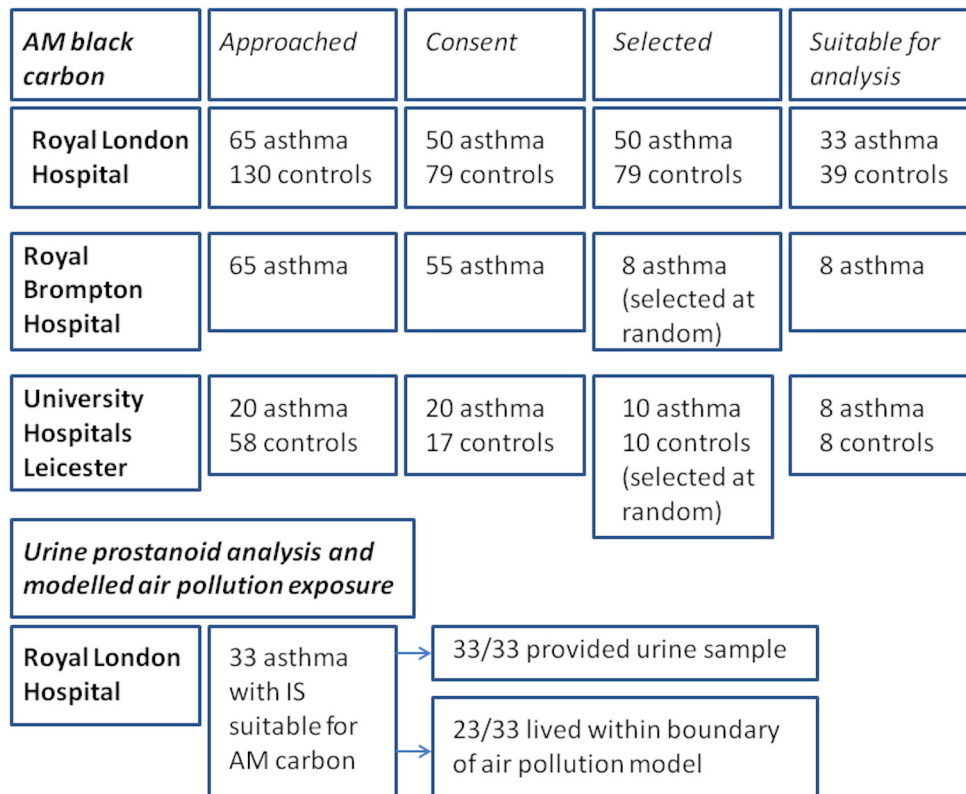 AM black carbon
Approached
Consent
Selected
Suitable for analysis
Royal London Hospital
65 asthma
130 controls
50 asthma
79 controls
50 asthma
79 controls
33 asthma
39 controls
Royal Brompton Hospital
65 asthma
55 asthma
8 asthma
(selected at
random)
8 asthma
University
Hospitals
Leicester
20 asthma
58 controls
20 asthma
17 controls
10 asthma
10 controls
(selected at
random)
8 asthma
8 controls
Urine prostanoid analysis and
modelled air pollution exposure
Royal London
Hospital
33 asthma
with IS
suitable for
AM carbon
33/33 provided urine sample
23/33 lived within boundary
of air pollution model